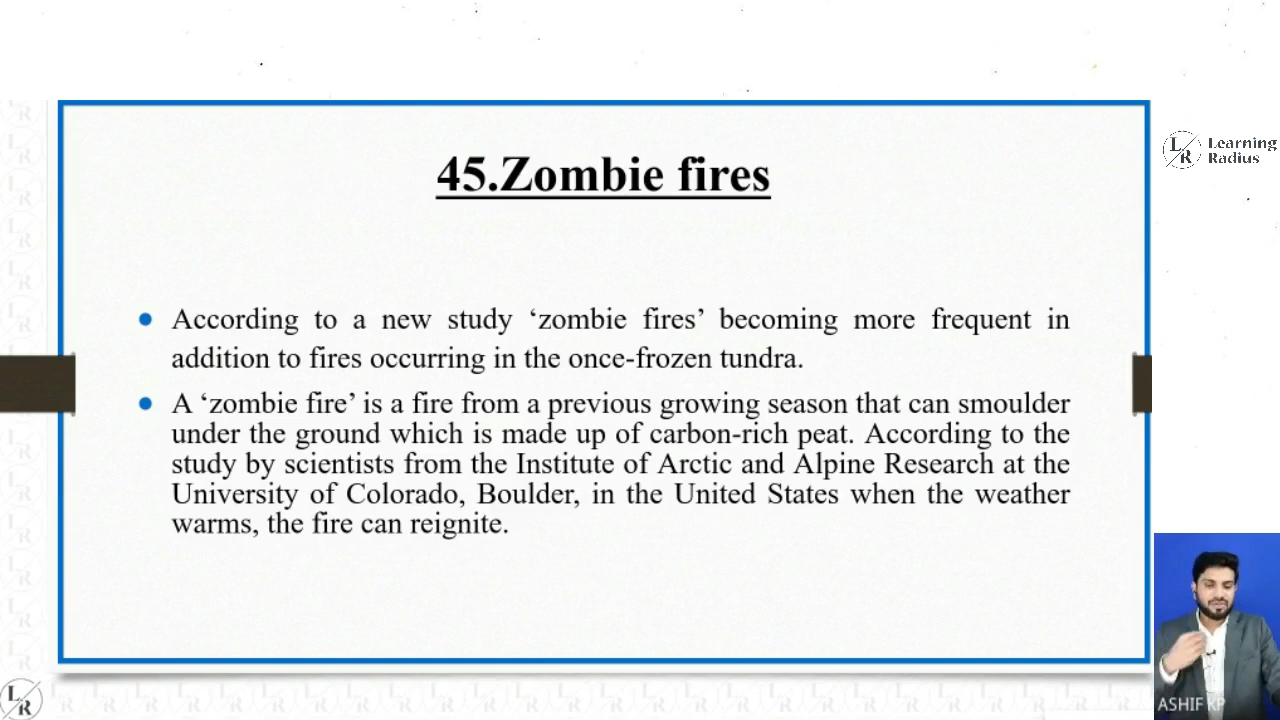 45.Zombie fires
Learning
Radius
L
R
• According to a new study ‘zombie fires’ becoming more frequent in
addition to fires occurring in the once-frozen tundra.
• A ‘zombie fire’ is a fire from a previous growing season that can smoulder
under the ground which is made up of carbon-rich peat. According to the
study by scientists from the Institute of Arctic and Alpine Research at the
University of Colorado, Boulder, in the United States when the weather
warms, the fire can reignite.
L
R
ASHIF KP